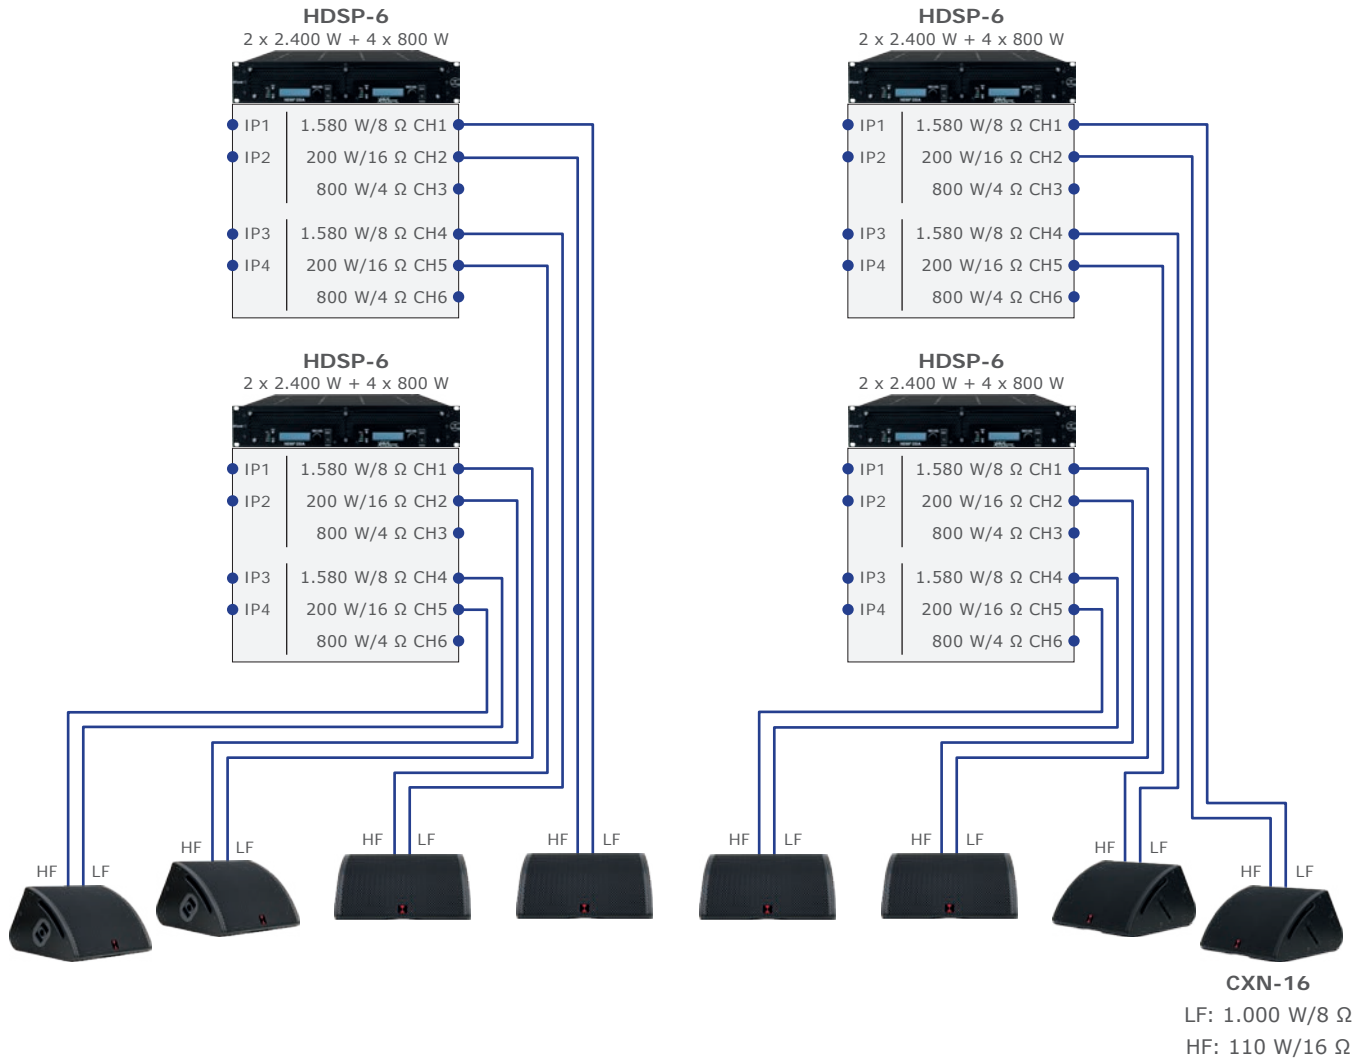 HDSP-6
2 x 2.400 W + 4 x 800 W
IP1 1.580 W/8 Ω CH1
IP2 200 W/16 Ω CH2
800 W/4 Ω CH3
IP3 1.580 W/8 Ω CH4
IP4 200 W/16 Ω CH5
800 W/4 Ω CH6
HDSP-6
2 x 2.400 W + 4 x 800 W
IP1 1.580 W/8 Ω CH1
IP2 200 W/16 Ω CH2
800 W/4 Ω CH3
IP3 1.580 W/8 Ω CH4
IP4 200 W/16 Ω CH5
800 W/4 Ω CH6
HDSP-6
2 x 2.400 W + 4 x 800 W
IP1 1.580 W/8 Ω CH1
IP2 200 W/16 Ω CH2
800 W/4 Ω CH3
IP3 1.580 W/8 Ω CH4
IP4 200 W/16 Ω CH5
800 W/4 Ω CH6
HDSP-6
2 x 2.400 W + 4 x 800 W
IP1 1.580 W/8 Ω CH1
IP2 200 W/16 Ω CH2
800 W/4 Ω CH3
IP3 1.580 W/8 Ω CH4
IP4 200 W/16 Ω CH5
800 W/4 Ω CH6
HF LF
HF LF
HF LF
HF LF
HF LF
HF LF
HF LF
HF LF
CXN-16
LF: 1.000 W/8 Ω
HF: 110 W/16 Ω